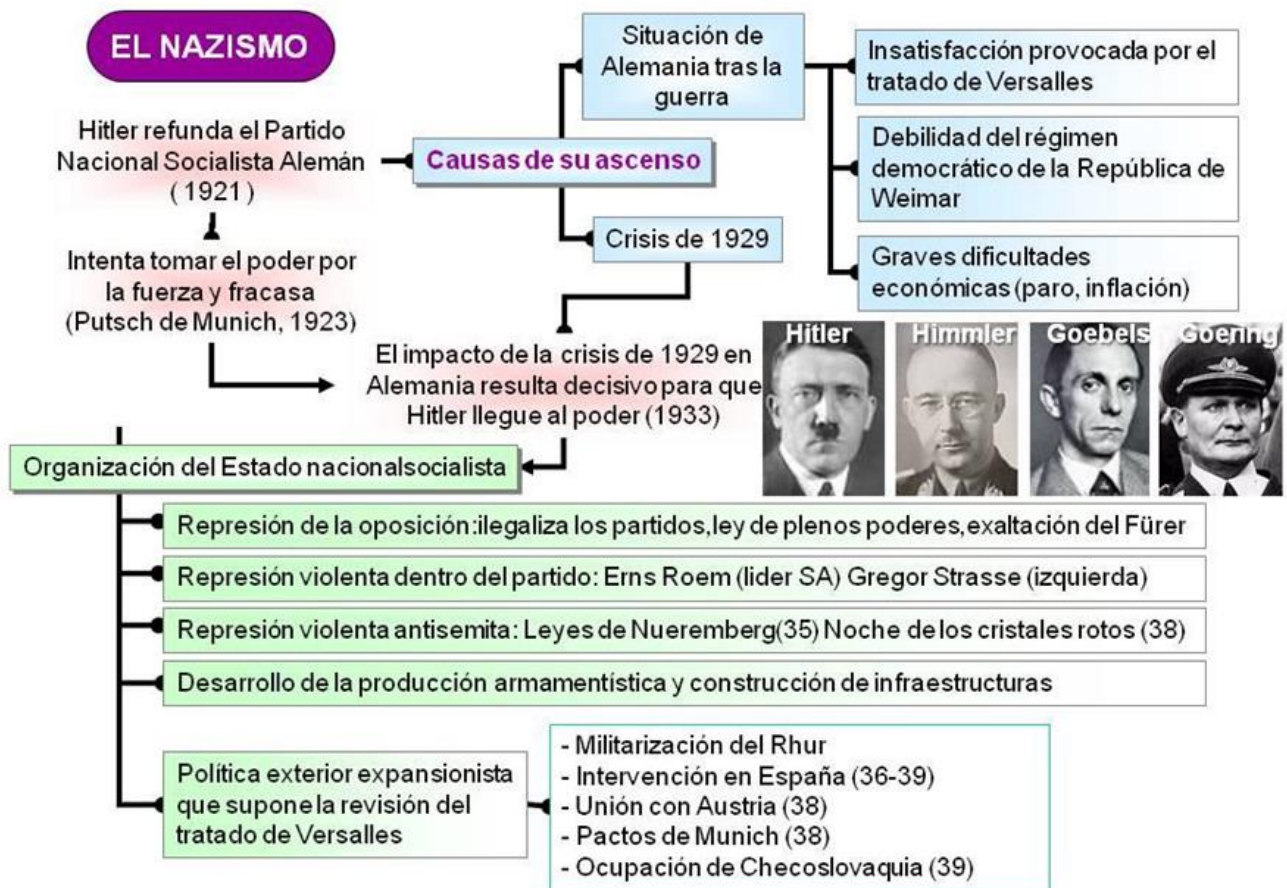 EL NAZISMO
Hitler refunda el Partido
Nacional Socialista Alemán
( 1921)
Intenta tomar el poder por
la fuerza y fracasa
(Putsch de Munich, 1923)
Causas de su ascenso
Situación de
Alemania tras la
guerra
Insatisfacción provocada por el
tratado de Versalles
Debilidad del régimen
democrático de la República de
Weimar
Graves dificultades
económicas (paro, inflación)
Crisis de 1929
El impacto de la crisis de 1929 en
Alemania resulta decisivo para que
Hitler llegue al poder (1933)
Hitler
Himmler
Goebels
Goering
Organización del Estado nacionalsocialista
Represión de la oposición:ilegaliza los partidos,ley de plenos poderes,exaltación del Fürer
Represión violenta dentro del partido: Erns Roem (lider SA) Gregor Strasse (izquierda)
Represión violenta antisemita: Leyes de Nueremberg(35) Noche de los cristales rotos (38)
Desarrollo de la producción armamentística y construcción de infraestructuras
Política exterior expansionista
que supone la revisión del
tratado de Versalles
- Militarización del Rhur
- Intervención en España (36-39)
- Unión con Austria (38)
- Pactos de Munich (38)
- Ocupación de Checoslovaquia (39)